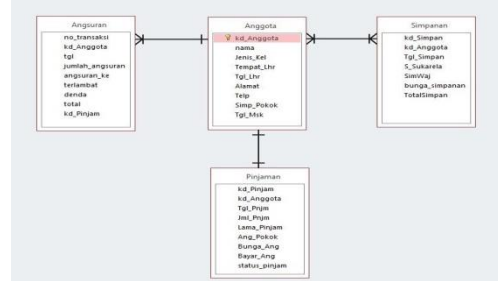 Angsuran
no_transaksi
kd_Anggota
tgl
jumlah_angsuran
angsuran_ke
terlambat
denda
total
kd_Pinjam
Anggota
kd_Anggota
nama
Jenis_Kel
Tempat_Lhr
Tgl_Lhr
Alamat
Telp
Simp_Pokok
Tgl_Msk
Simpanan
kd_Simpan
kd_Anggota
Tgl_Simpan
S_Sukarela
SimWaj
bunga_simpanan
TotalSimpan
Pinjaman
kd_Pinjam
kd_Anggota
Tgl_Pnjm
Jml_Pnjm
Lama_Pinjam
Ang_Pokok
Bunga_Ang
Bayar_Ang
status_pinjam